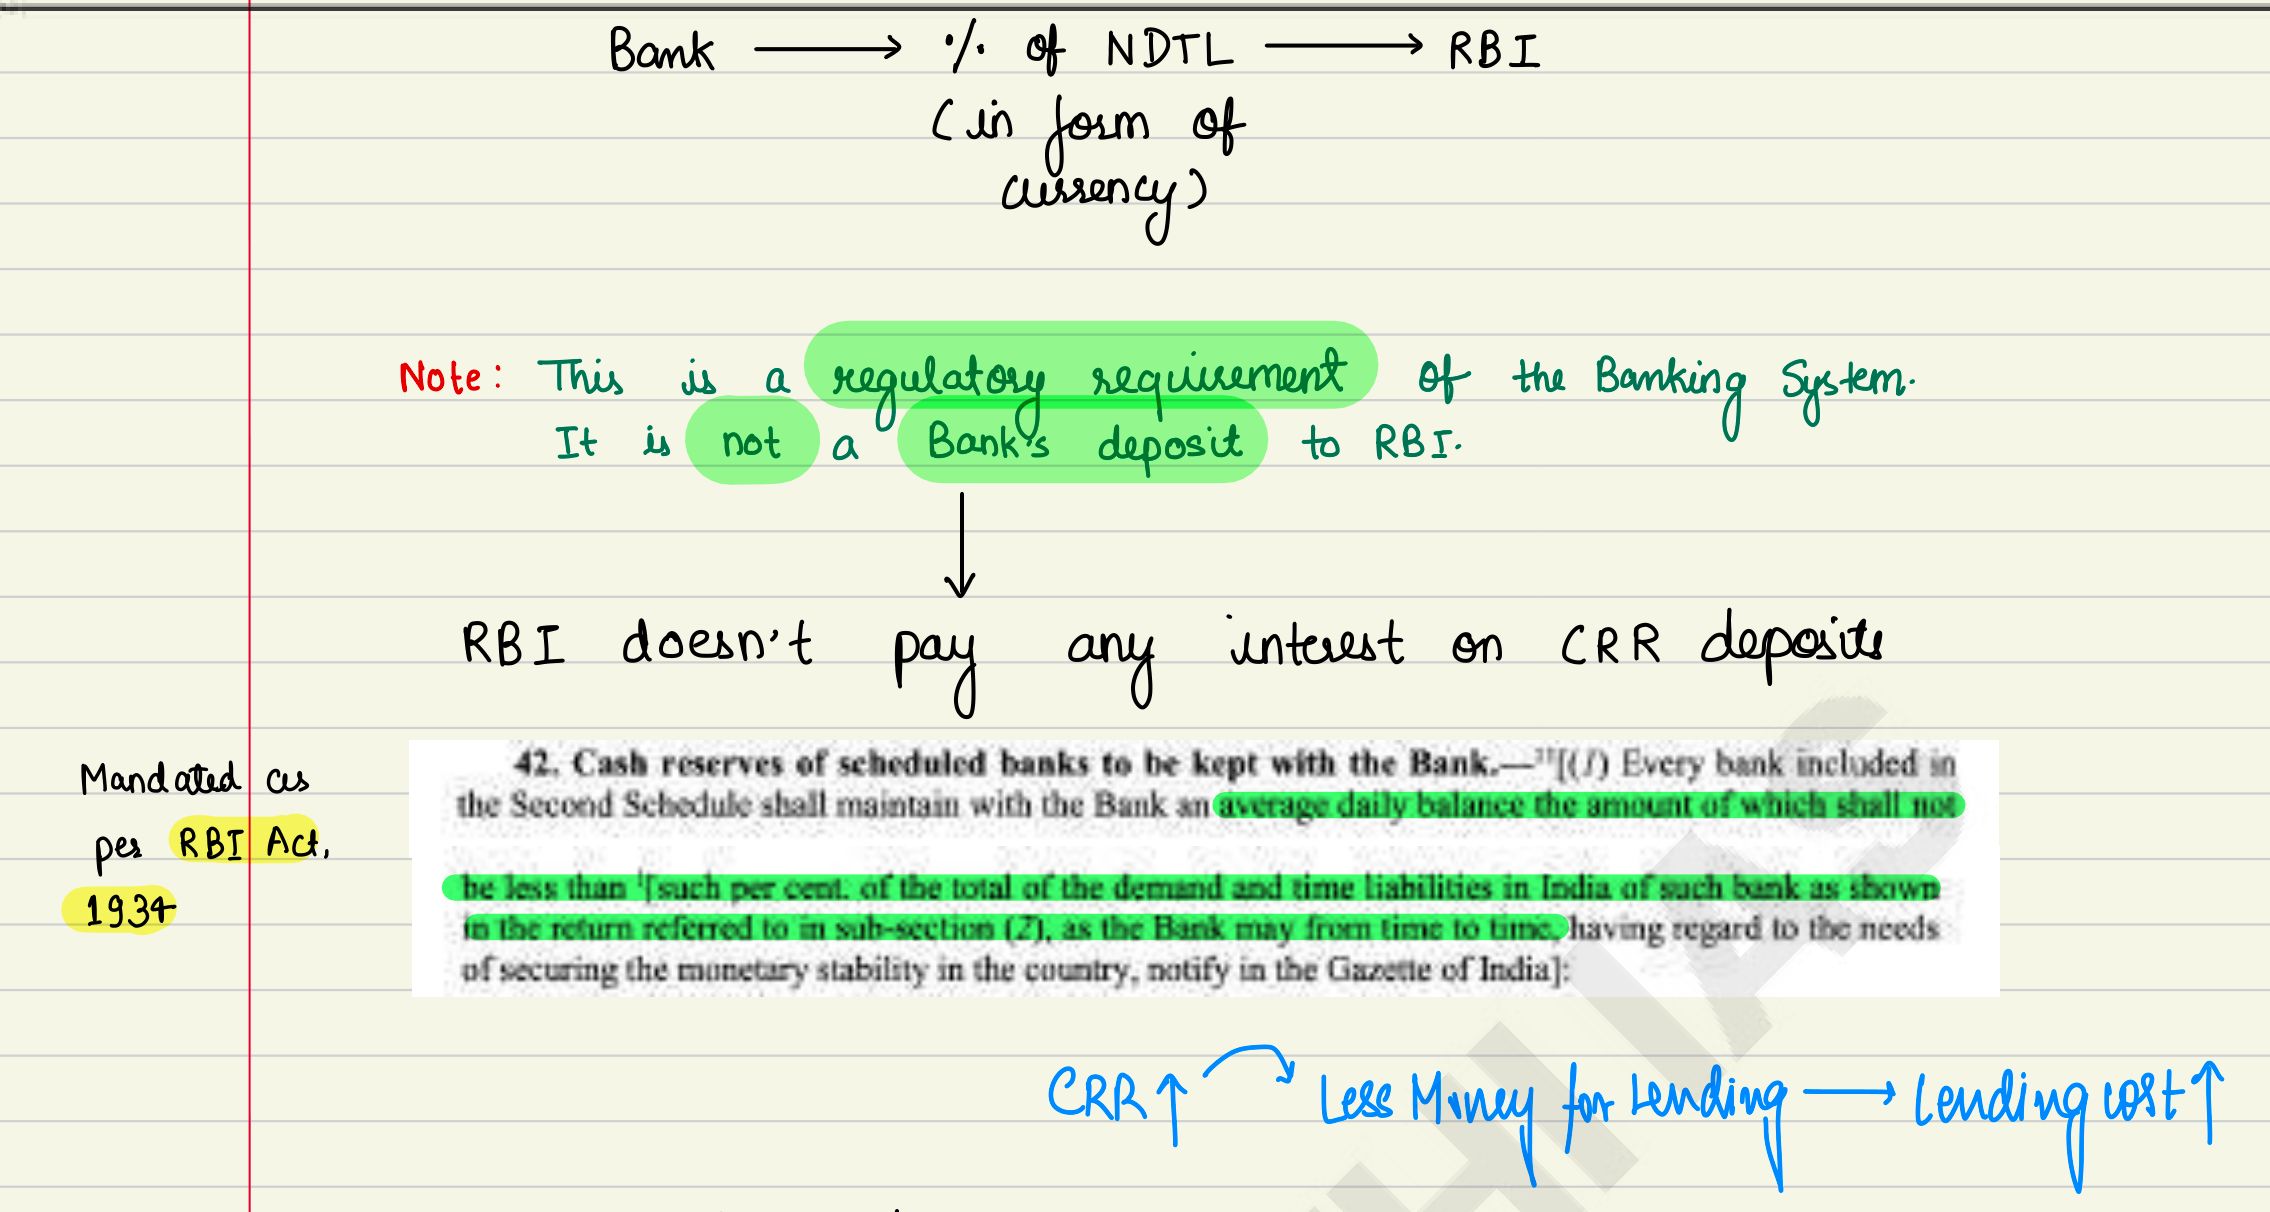 Bank ⟶ % of NDTL ⟶ RBI
(in form of
currency)
Note: This is a regulatory requirement of the Banking System.
It is not a Bank's deposit to RBI.
RBI doesn't pay any interest on CRR deposits
Mandated as
per RBI Act,
1934
42. Cash reserves of scheduled banks to be kept with the Bank.—[(1) Every bank included in
the Second Schedule shall maintain with the Bank an average daily balance the amount of which shall not
be less than ¹[such per cent. of the total of the demand and time liabilities in India of such bank as shown
in the return referred to in sub-section (2), as the Bank may from time to time, having regard to the needs
of securing the monetary stability in the country, notify in the Gazette of India]:
CRR ↑ Less Money for Lending ⟶ Lending cost ↑
HIAS